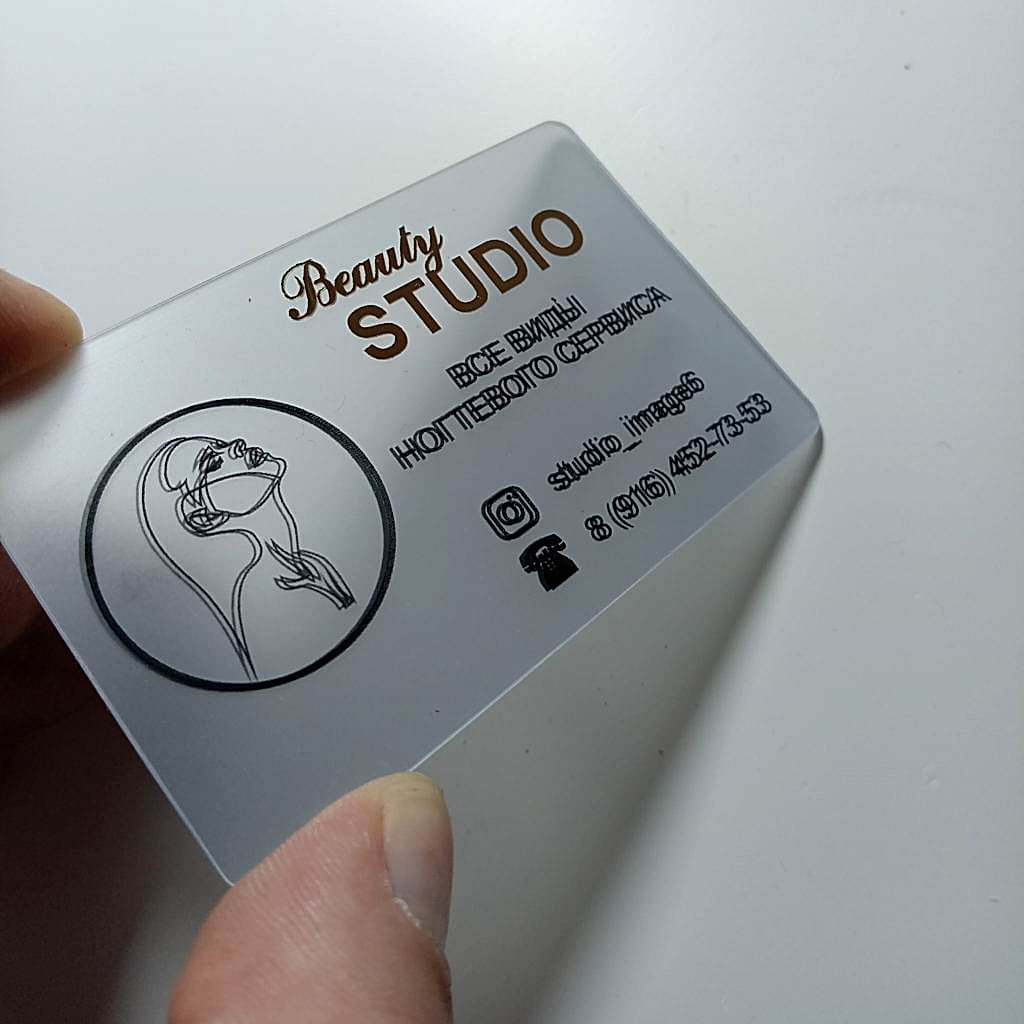 Beauty
STUDIO
ВСЕ ВИДЫ
НОГТЕВОГО СЕРВИСА
studio_image6
8 (916) 452-73-53